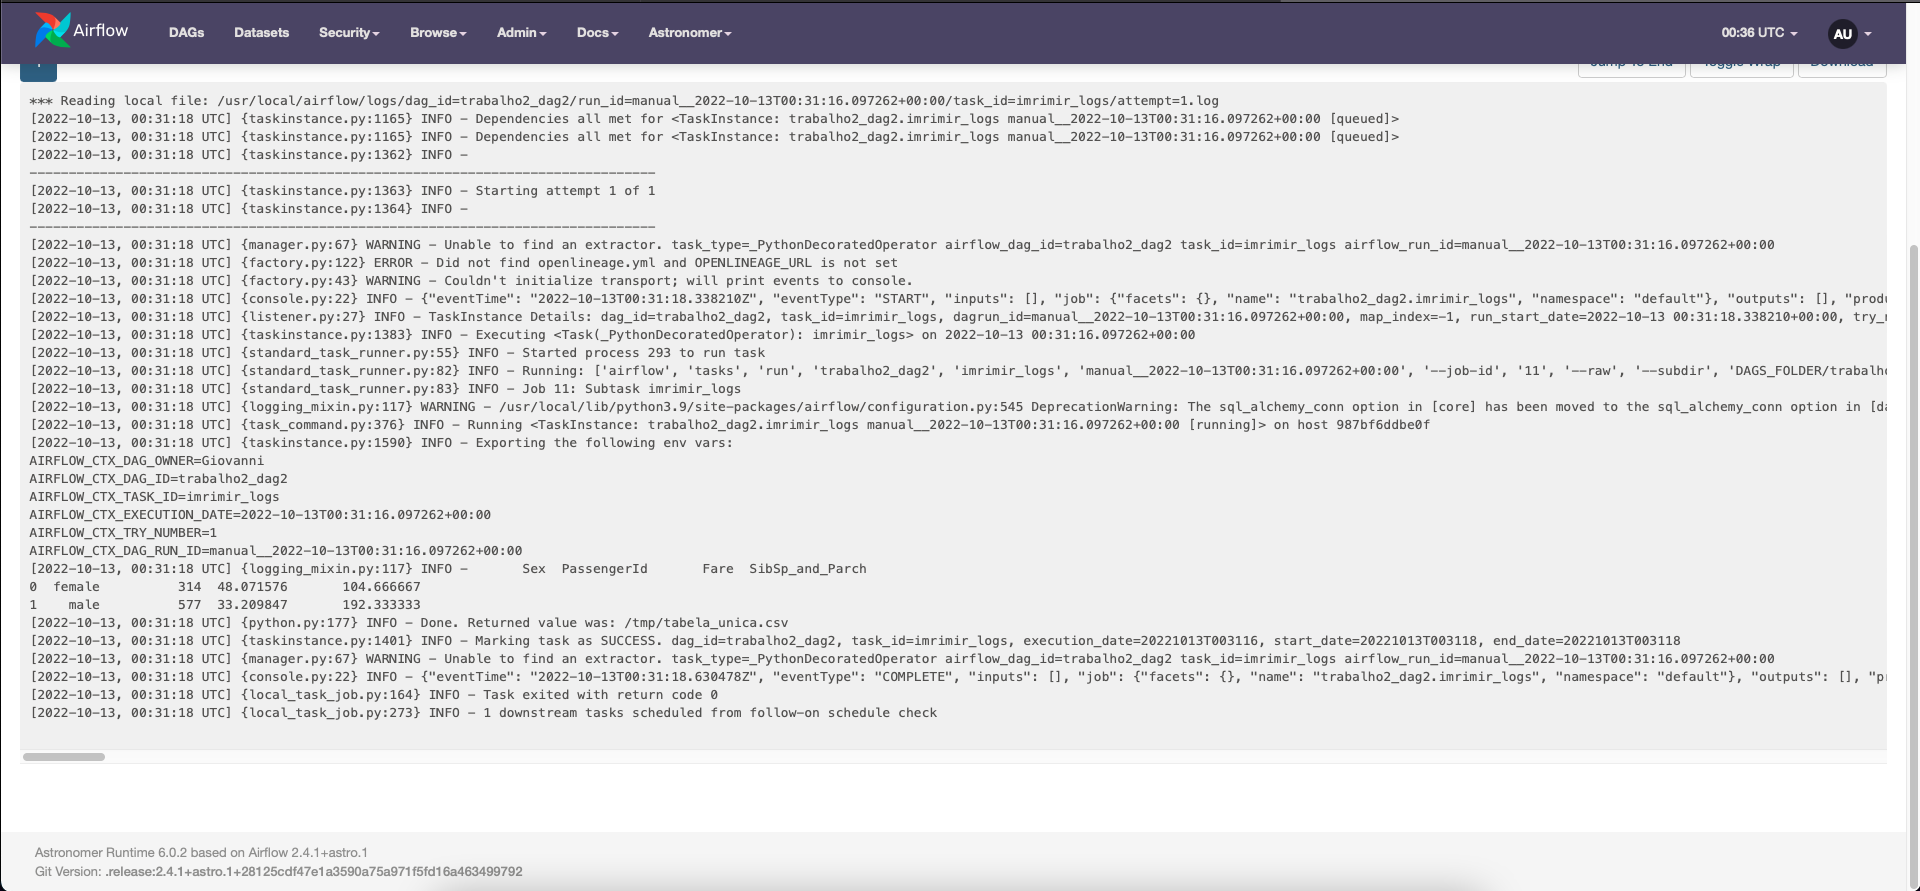 Airflow DAGs Datasets Security Browse Admin Docs Astronomer 00:36 UTC AU
Jump To End Toggle Wrap Download
*** Reading local file: /usr/local/airflow/logs/dag_id=trabalho2_dag2/run_id=manual__2022-10-13T00:31:16.097262+00:00/task_id=imrimir_logs/attempt=1.log
[2022-10-13, 00:31:18 UTC] {taskinstance.py:1165} INFO - Dependencies all met for <TaskInstance: trabalho2_dag2.imrimir_logs manual__2022-10-13T00:31:16.097262+00:00 [queued]>
[2022-10-13, 00:31:18 UTC] {taskinstance.py:1165} INFO - Dependencies all met for <TaskInstance: trabalho2_dag2.imrimir_logs manual__2022-10-13T00:31:16.097262+00:00 [queued]>
[2022-10-13, 00:31:18 UTC] {taskinstance.py:1362} INFO -
--------------------------------------------------------------------------------
[2022-10-13, 00:31:18 UTC] {taskinstance.py:1363} INFO - Starting attempt 1 of 1
[2022-10-13, 00:31:18 UTC] {taskinstance.py:1364} INFO -
--------------------------------------------------------------------------------
[2022-10-13, 00:31:18 UTC] {manager.py:67} WARNING - Unable to find an extractor. task_type=_PythonDecoratedOperator airflow_dag_id=trabalho2_dag2 task_id=imrimir_logs airflow_run_id=manual__2022-10-13T00:31:16.097262+00:00
[2022-10-13, 00:31:18 UTC] {factory.py:122} ERROR - Did not find openlineage.yml and OPENLINEAGE_URL is not set
[2022-10-13, 00:31:18 UTC] {factory.py:43} WARNING - Couldn't initialize transport; will print events to console.
[2022-10-13, 00:31:18 UTC] {console.py:22} INFO - {"eventTime": "2022-10-13T00:31:18.338210Z", "eventType": "START", "inputs": [], "job": {"facets": {}, "name": "trabalho2_dag2.imrimir_logs", "namespace": "default"}, "outputs": [], "produ
[2022-10-13, 00:31:18 UTC] {listener.py:27} INFO - TaskInstance Details: dag_id=trabalho2_dag2, task_id=imrimir_logs, dagrun_id=manual__2022-10-13T00:31:16.097262+00:00, map_index=-1, run_start_date=2022-10-13 00:31:18.338210+00:00, try_n
[2022-10-13, 00:31:18 UTC] {taskinstance.py:1383} INFO - Executing <Task(_PythonDecoratedOperator): imrimir_logs> on 2022-10-13 00:31:16.097262+00:00
[2022-10-13, 00:31:18 UTC] {standard_task_runner.py:55} INFO - Started process 293 to run task
[2022-10-13, 00:31:18 UTC] {standard_task_runner.py:82} INFO - Running: ['airflow', 'tasks', 'run', 'trabalho2_dag2', 'imrimir_logs', 'manual__2022-10-13T00:31:16.097262+00:00', '--job-id', '11', '--raw', '--subdir', 'DAGS_FOLDER/trabalho
[2022-10-13, 00:31:18 UTC] {standard_task_runner.py:83} INFO - Job 11: Subtask imrimir_logs
[2022-10-13, 00:31:18 UTC] {logging_mixin.py:117} WARNING - /usr/local/lib/python3.9/site-packages/airflow/configuration.py:545 DeprecationWarning: The sql_alchemy_conn option in [core] has been moved to the sql_alchemy_conn option in [da
[2022-10-13, 00:31:18 UTC] {task_command.py:376} INFO - Running <TaskInstance: trabalho2_dag2.imrimir_logs manual__2022-10-13T00:31:16.097262+00:00 [running]> on host 987bf6ddbe0f
[2022-10-13, 00:31:18 UTC] {taskinstance.py:1590} INFO - Exporting the following env vars:
AIRFLOW_CTX_DAG_OWNER=Giovanni
AIRFLOW_CTX_DAG_ID=trabalho2_dag2
AIRFLOW_CTX_TASK_ID=imrimir_logs
AIRFLOW_CTX_EXECUTION_DATE=2022-10-13T00:31:16.097262+00:00
AIRFLOW_CTX_TRY_NUMBER=1
AIRFLOW_CTX_DAG_RUN_ID=manual__2022-10-13T00:31:16.097262+00:00
[2022-10-13, 00:31:18 UTC] {logging_mixin.py:117} INFO -       Sex  PassengerId       Fare  SibSp_and_Parch
0  female          314  48.071576       104.666667
1    male          577  33.209847       192.333333
[2022-10-13, 00:31:18 UTC] {python.py:177} INFO - Done. Returned value was: /tmp/tabela_unica.csv
[2022-10-13, 00:31:18 UTC] {taskinstance.py:1401} INFO - Marking task as SUCCESS. dag_id=trabalho2_dag2, task_id=imrimir_logs, execution_date=20221013T003116, start_date=20221013T003118, end_date=20221013T003118
[2022-10-13, 00:31:18 UTC] {manager.py:67} WARNING - Unable to find an extractor. task_type=_PythonDecoratedOperator airflow_dag_id=trabalho2_dag2 task_id=imrimir_logs airflow_run_id=manual__2022-10-13T00:31:16.097262+00:00
[2022-10-13, 00:31:18 UTC] {console.py:22} INFO - {"eventTime": "2022-10-13T00:31:18.630478Z", "eventType": "COMPLETE", "inputs": [], "job": {"facets": {}, "name": "trabalho2_dag2.imrimir_logs", "namespace": "default"}, "outputs": [], "pr
[2022-10-13, 00:31:18 UTC] {local_task_job.py:164} INFO - Task exited with return code 0
[2022-10-13, 00:31:18 UTC] {local_task_job.py:273} INFO - 1 downstream tasks scheduled from follow-on schedule check
Astronomer Runtime 6.0.2 based on Airflow 2.4.1+astro.1
Git Version: .release:2.4.1+astro.1+28125cdf47e1a3590a75a971f5fd16a463499792